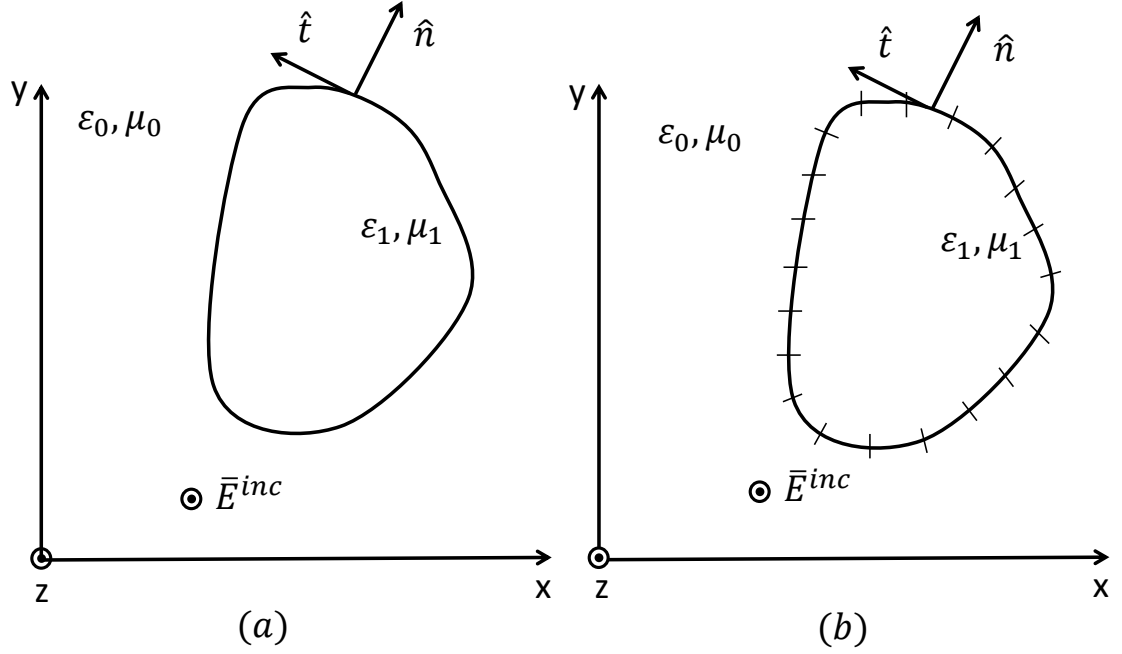 t̂
n̂
y
ε₀, μ₀
ε₁, μ₁
Ē^{inc}
z
x
(a)
t̂
n̂
y
ε₀, μ₀
ε₁, μ₁
Ē^{inc}
z
x
(b)